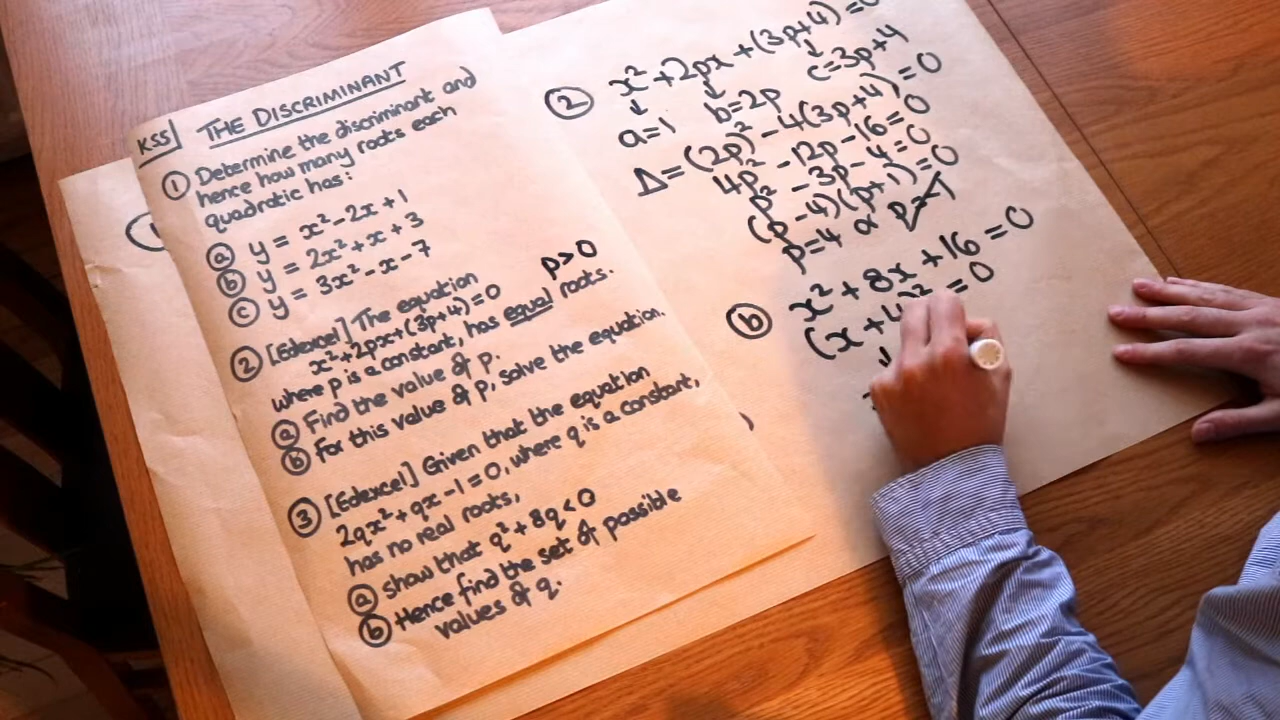 KS5
THE DISCRIMINANT
① Determine the discriminant and
hence how many roots each
quadratic has:
ⓐ y = x² - 2x + 1
ⓑ y = 2x² + x + 3
ⓒ y = 3x² - x - 7
② [Edexcel] The equation
x² + 2px + (3p+4) = 0
p > 0
where p is a constant, has equal roots.
ⓐ Find the value of p.
ⓑ For this value of p, solve the equation.
③ [Edexcel] Given that the equation
2qx² + qx - 1 = 0, where q is a constant,
has no real roots,
ⓐ show that q² + 8q < 0
ⓑ Hence find the set of possible
values of q.
② x² + 2px + (3p+4) = 0
↓ ↓ ↓
a=1 b=2p c=3p+4
Δ = (2p)² - 4(3p+4) = 0
4p² - 12p - 16 = 0
p² - 3p - 4 = 0
(p-4)(p+1) = 0
p=4 or
ⓑ x² + 8x + 16 = 0
(x+4)² = 0
↓